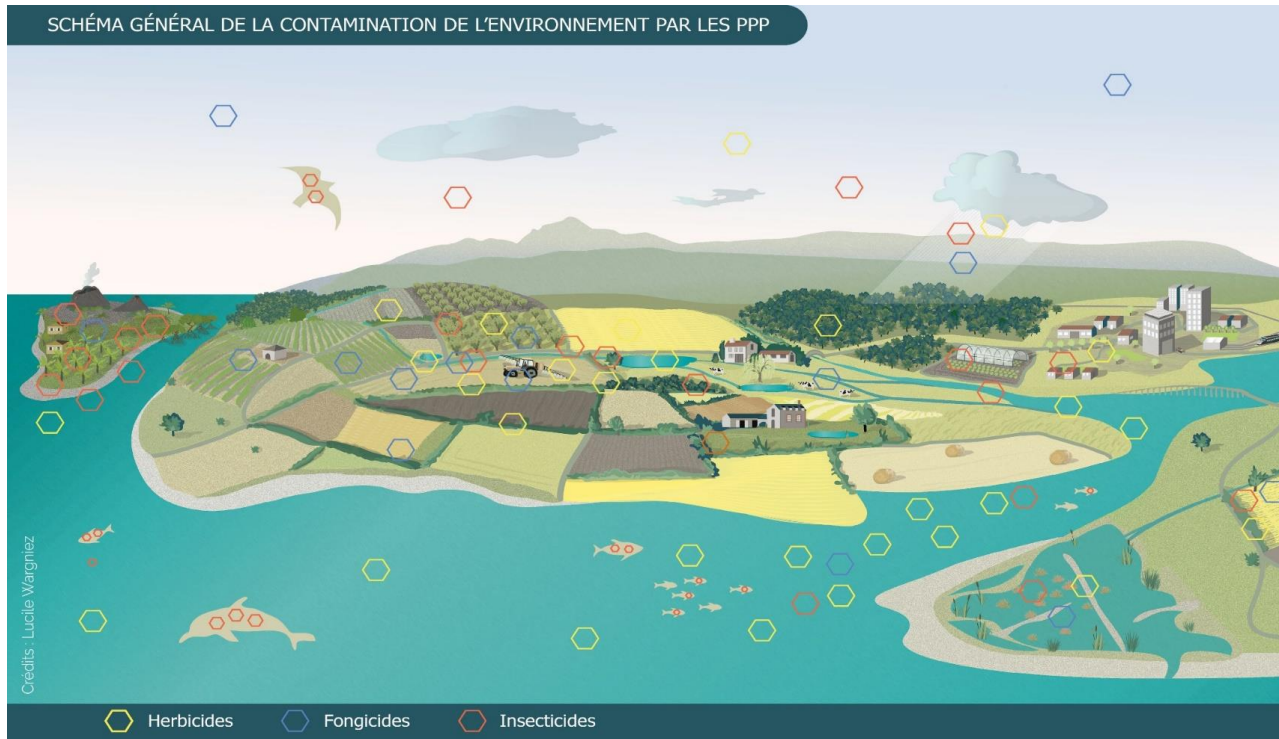 SCHÉMA GÉNÉRAL DE LA CONTAMINATION DE L'ENVIRONNEMENT PAR LES PPP
Crédits : Lucile Wargniez
Herbicides
Fongicides
Insecticides